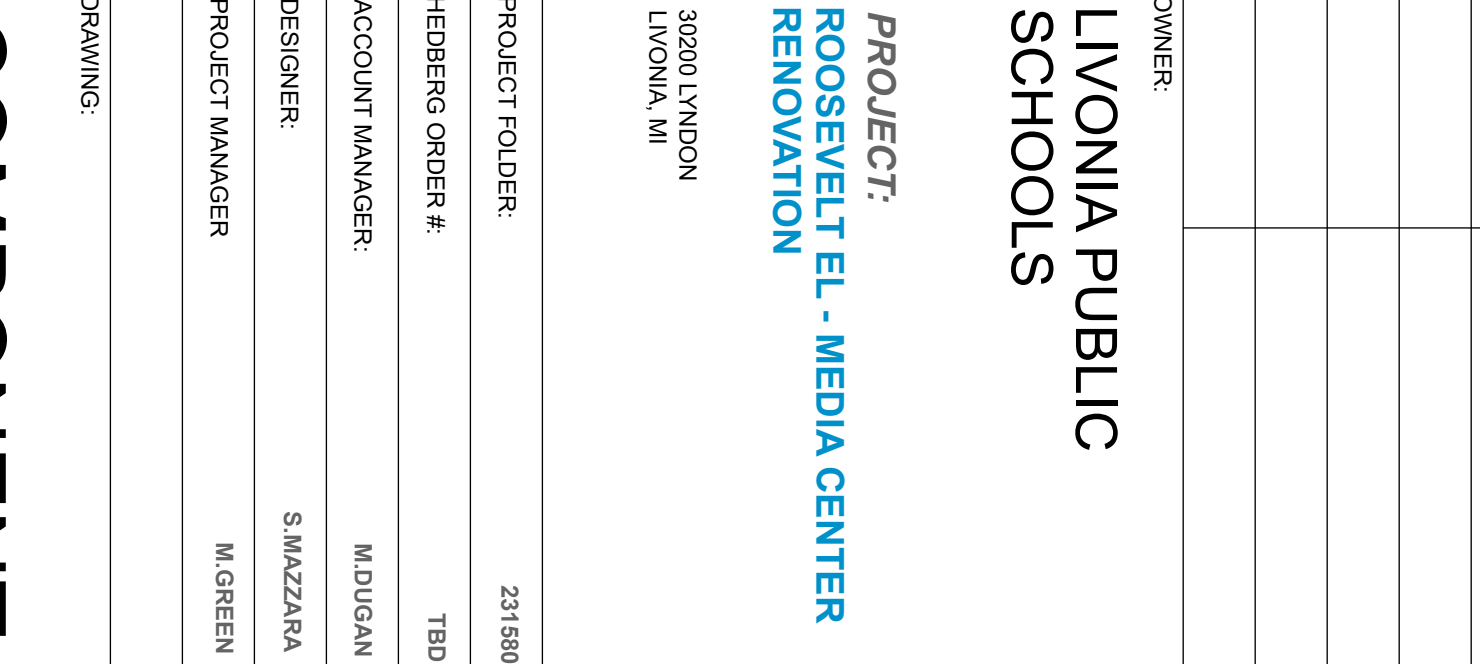 OWNER:
LIVONIA PUBLIC
SCHOOLS
PROJECT:
ROOSEVELT EL - MEDIA CENTER
RENOVATION
30200 LYNDON
LIVONIA, MI
PROJECT FOLDER: 231580
HEDBERG ORDER #: TBD
ACCOUNT MANAGER: M.DUGAN
DESIGNER: S.MAZZARA
PROJECT MANAGER M.GREEN
DRAWING: